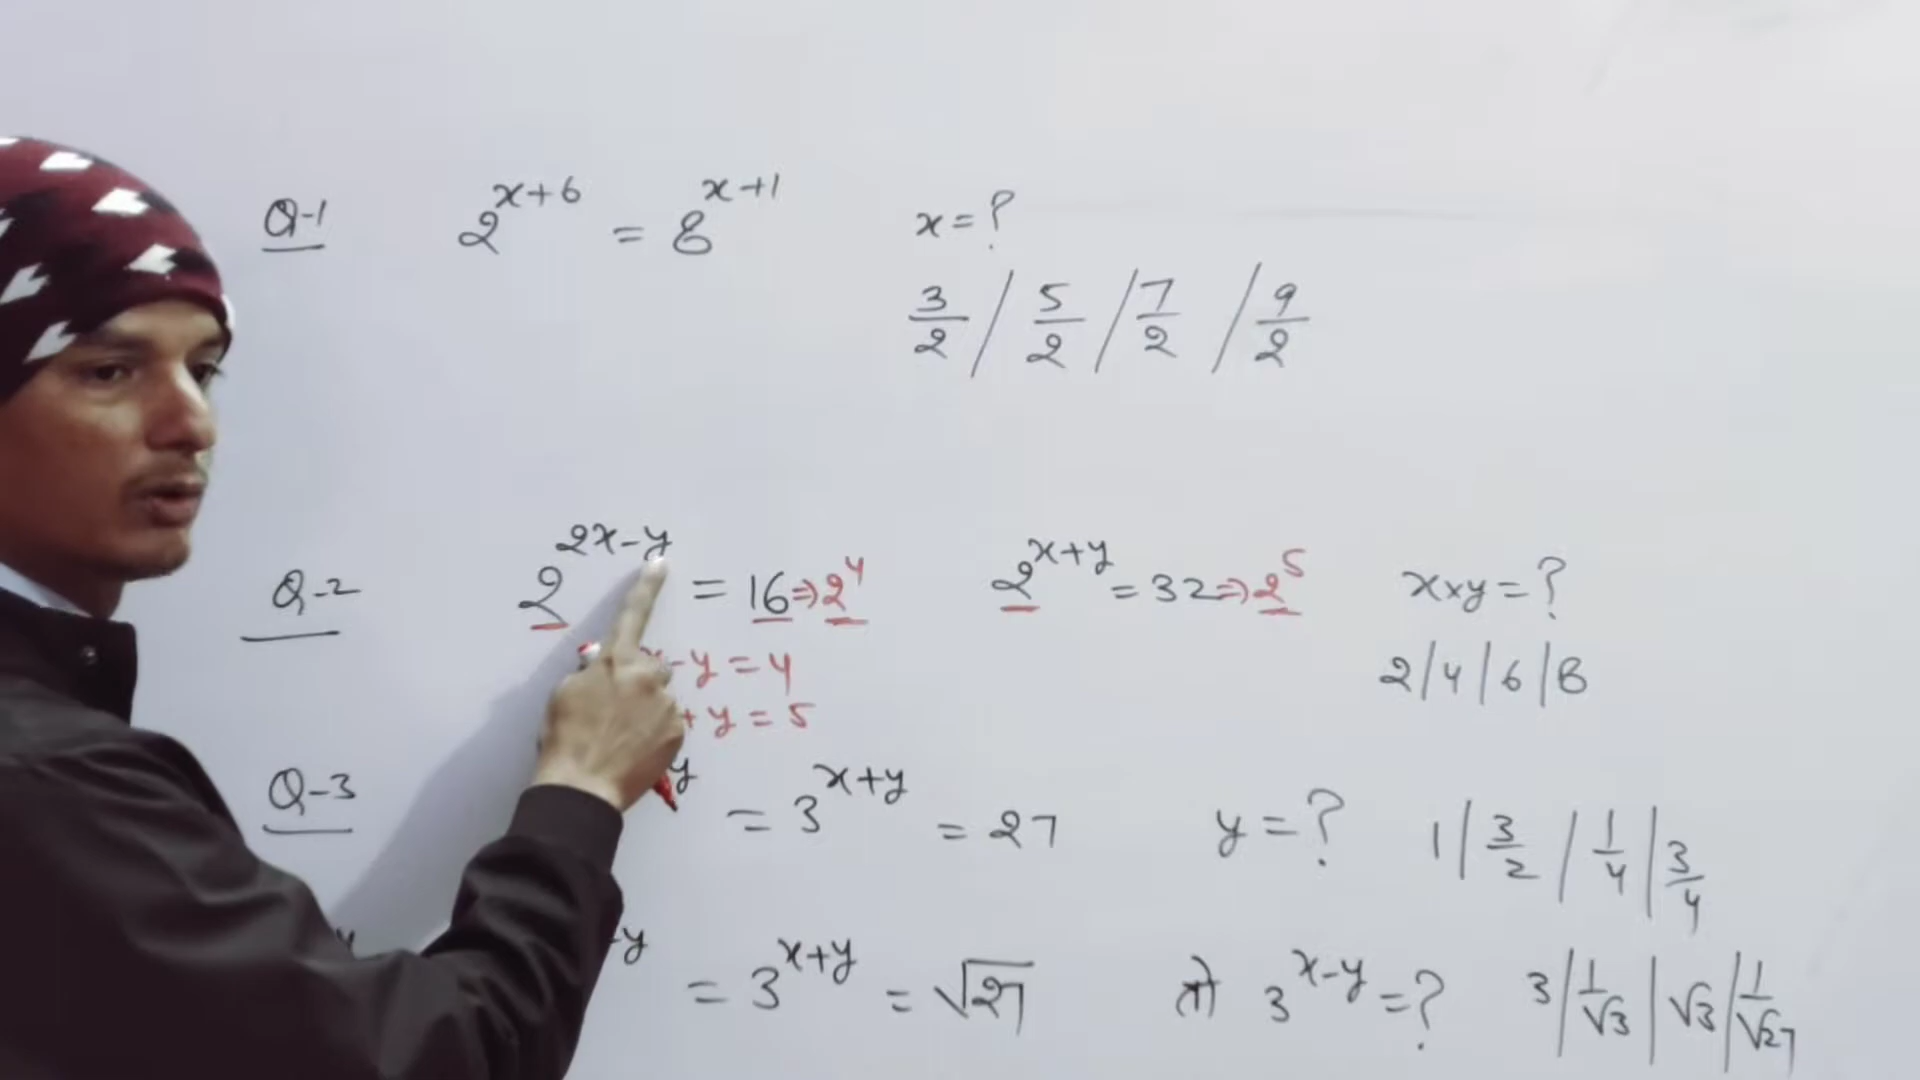 Q-1 2^{x+6} = 8^{x+1} x = ?
3/2 / 5/2 / 7/2 / 9/2
Q-2 2^{2x-y} = 16 ⇒ 2^4 2^{x+y} = 32 ⇒ 2^5 x×y = ?
x-y = 4 2 | 4 | 6 | 8
+y = 5
Q-3 y = 3^{x+y} = 27 y = ? 1 | 3/2 | 1/4 | 3/4
-y = 3^{x+y} = √27 तो 3^{x-y} = ? 3 | 1/√3 | √3 | 1/√27